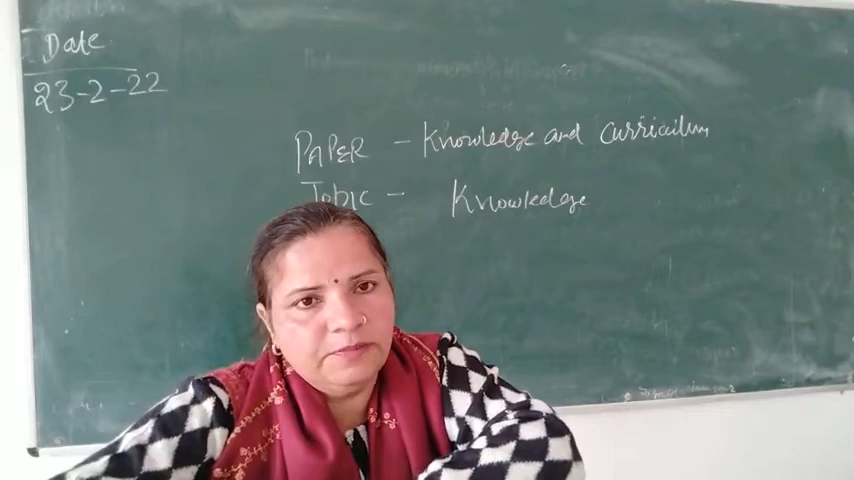 Date
23-2-22
PAPER - Knowledge and curriculum
Topic - Knowledge